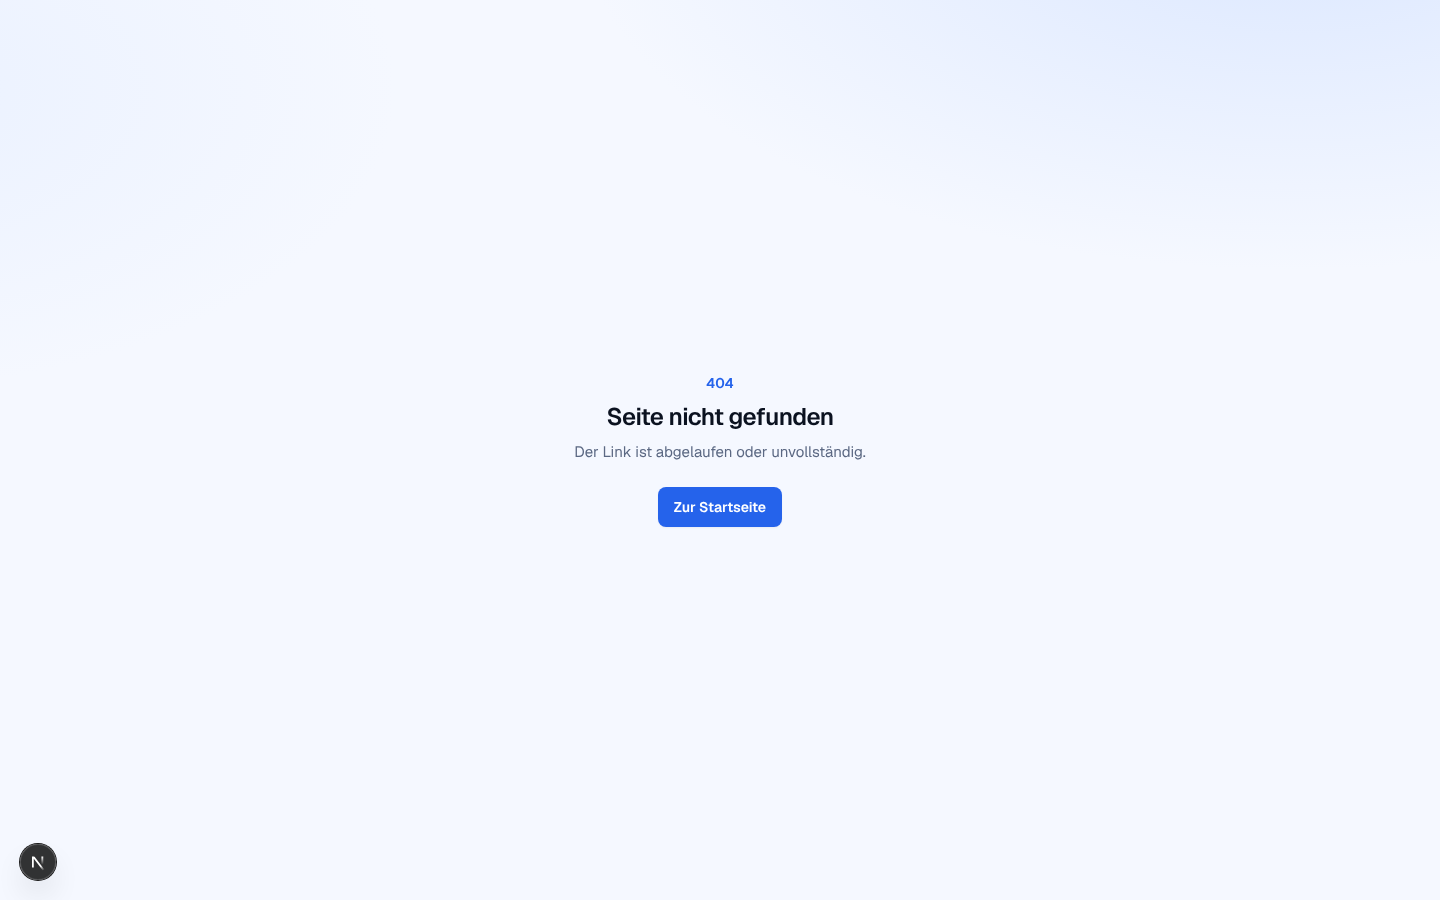 404
Seite nicht gefunden
Der Link ist abgelaufen oder unvollständig.
Zur Startseite
N